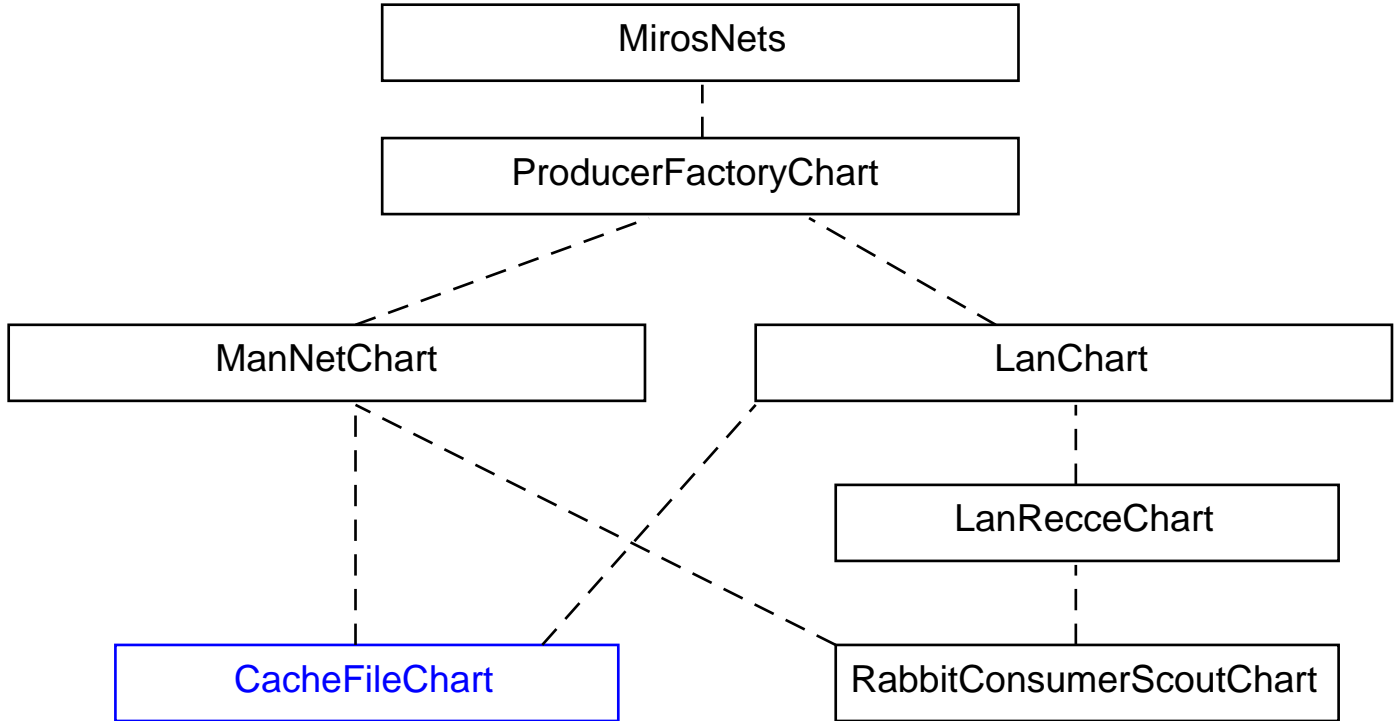 MirosNets
ProducerFactoryChart
ManNetChart
LanChart
LanRecceChart
CacheFileChart
RabbitConsumerScoutChart